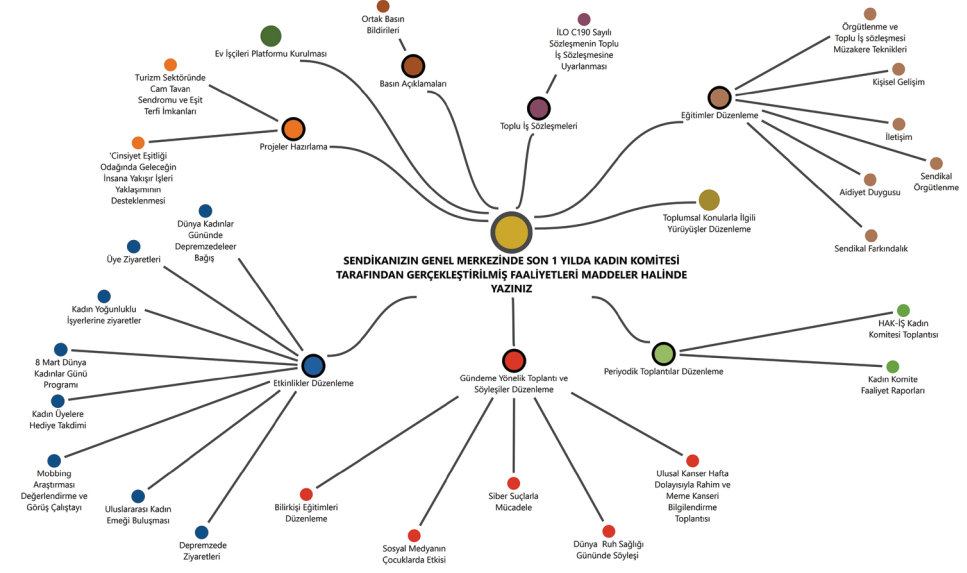 Ortak Basın
Bildirileri
İLO C190 Sayılı
Sözleşmenin Toplu
İş Sözleşmesine
Uyarlanması
Örgütlenme ve
Toplu İş sözleşmesi
Müzakere Teknikleri
Ev İşçileri Platformu Kurulması
Turizm Sektöründe
Cam Tavan
Sendromu ve Eşit
Terfi İmkanları
Basın Açıklamaları
Kişisel Gelişim
Toplu İş Sözleşmeleri
Eğitimler Düzenleme
İletişim
Projeler Hazırlama
'Cinsiyet Eşitliği
Odağında Geleceğin
İnsana Yakışır İşleri
Yaklaşımının
Desteklenmesi
Sendikal
Örgütlenme
Aidiyet Duygusu
Toplumsal Konularla İlgili
Yürüyüşler Düzenleme
Sendikal Farkındalık
Dünya Kadınlar
Gününde
Depremzedeleer
Bağış
Üye Ziyaretleri
SENDİKANIZIN GENEL MERKEZİNDE SON 1 YILDA KADIN KOMİTESİ
TARAFINDAN GERÇEKLEŞTİRİLMİŞ FAALİYETLERİ MADDELER HALİNDE
YAZINIZ
Kadın Yoğunluklu
İşyerlerine ziyaretler
HAK-İŞ Kadın
Komitesi Toplantısı
8 Mart Dünya
Kadınlar Günü
Programı
Etkinlikler Düzenleme
Gündeme Yönelik Toplantı ve
Söyleşiler Düzenleme
Periyodik Toplantılar Düzenleme
Kadın Komite
Faaliyet Raporları
Kadın Üyelere
Hediye Takdimi
Mobbing
Araştırması
Değerlendirme ve
Görüş Çalıştayı
Uluslararası Kadın
Emeği Buluşması
Depremzede
Ziyaretleri
Bilirkişi Eğitimleri
Düzenleme
Sosyal Medyanın
Çocuklarda Etkisi
Siber Suçlarla
Mücadele
Dünya Ruh Sağlığı
Gününde Söyleşi
Ulusal Kanser Hafta
Dolayısıyla Rahim ve
Meme Kanseri
Bilgilendirme
Toplantısı